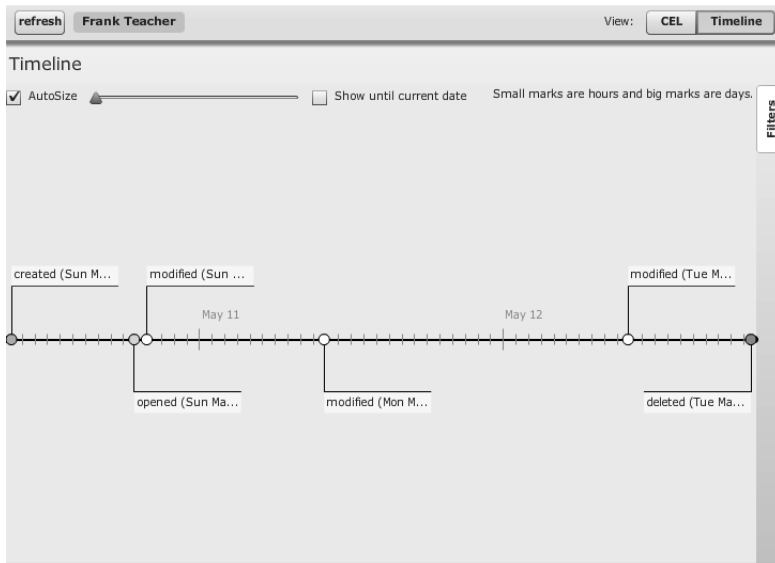 refresh Frank Teacher View: CEL Timeline
Timeline
AutoSize Show until current date Small marks are hours and big marks are days.
Filters
created (Sun M... modified (Sun ... modified (Tue M...
May 11 May 12
opened (Sun Ma... modified (Mon M... deleted (Tue Ma...